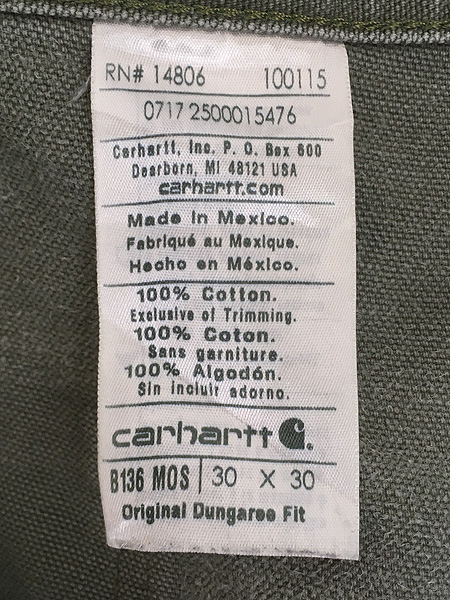 RN# 14806 100115
0717 2500015476
Carhartt, Inc. P. O. Box 600
Dearborn, MI 48121 USA
carhartt.com
Made in Mexico.
Fabriqué au Mexique.
Hecho en México.
100% Cotton.
Exclusive of Trimming.
100% Coton.
Sans garniture.
100% Algodón.
Sin incluir adorno.
carhartt
B136 MOS | 30 X 30
Original Dungaree Fit